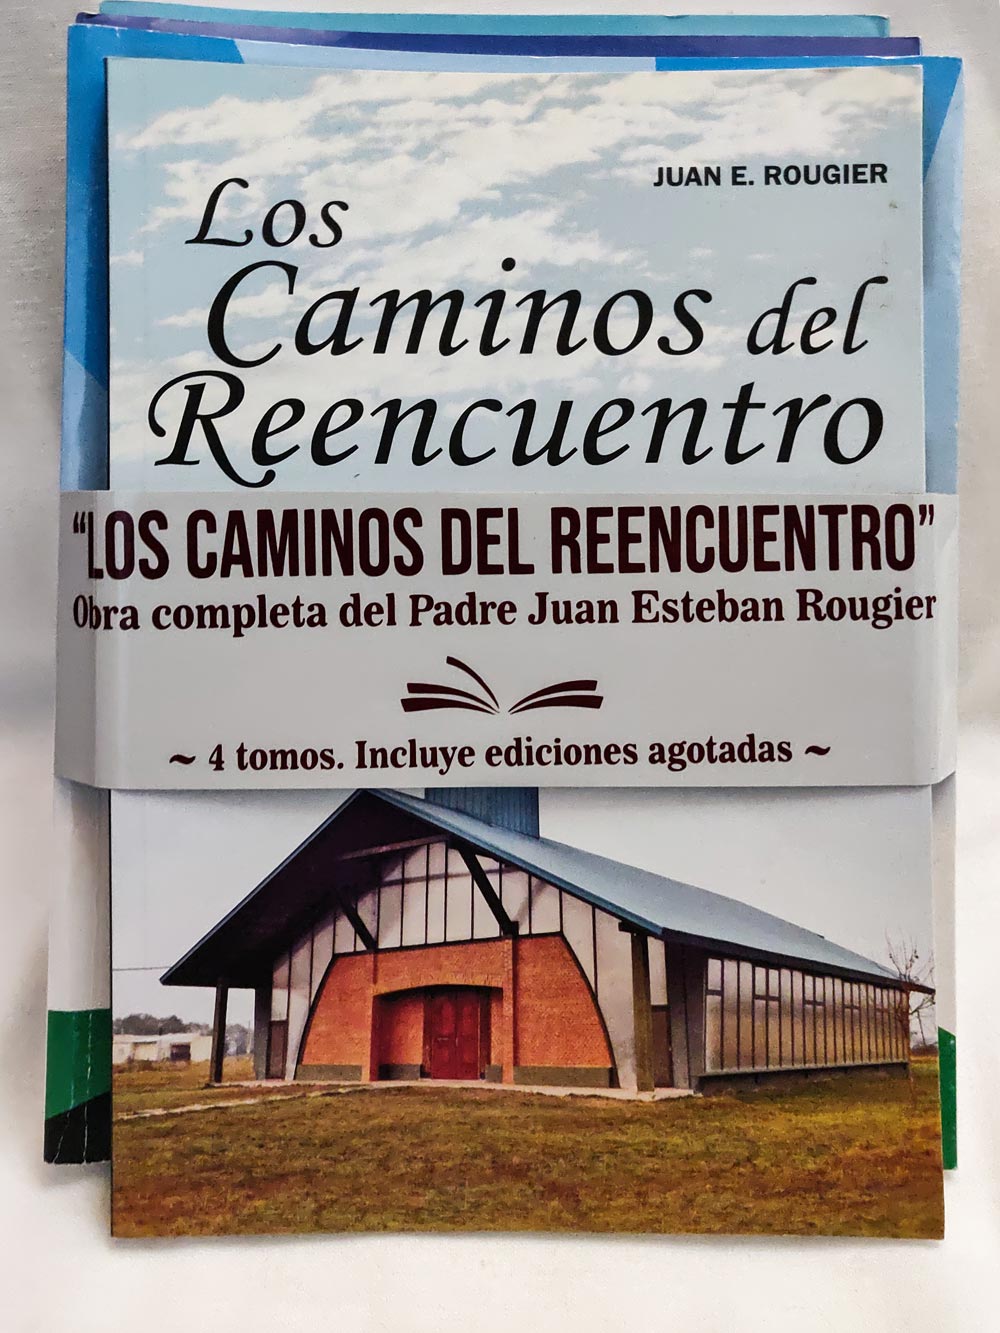 JUAN E. ROUGIER
Los
Caminos del
Reencuentro
"LOS CAMINOS DEL REENCUENTRO"
Obra completa del Padre Juan Esteban Rougier
~ 4 tomos. Incluye ediciones agotadas ~